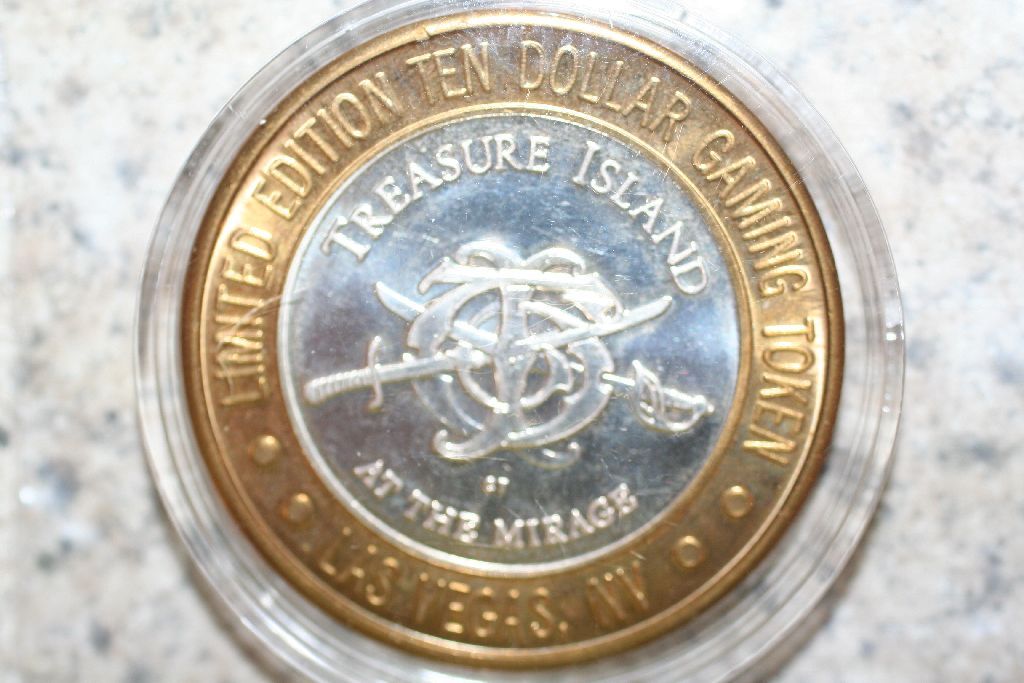 LIMITED EDITION TEN DOLLAR GAMING TOKEN
TREASURE ISLAND
AT THE MIRAGE
LAS VEGAS, NV